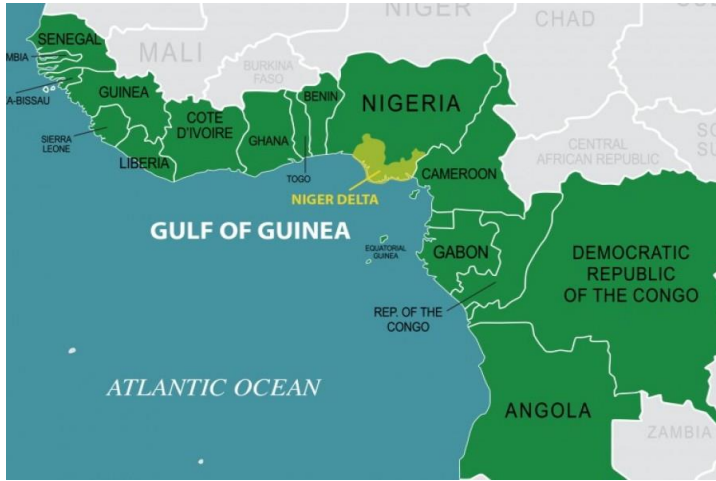 NIGER
CHAD
SENEGAL
MALI
MBIA
BURKINA
FASO
A-BISSAU
GUINEA
BENIN
NIGERIA
COTE
D'IVOIRE
GHANA
SIERRA
LEONE
LIBERIA
TOGO
CENTRAL
AFRICAN REPUBLIC
SO
SU
CAMEROON
NIGER DELTA
GULF OF GUINEA
EQUATORIAL
GUINEA
GABON
DEMOCRATIC
REPUBLIC
OF THE CONGO
REP. OF THE
CONGO
ATLANTIC OCEAN
ANGOLA
ZAMBIA